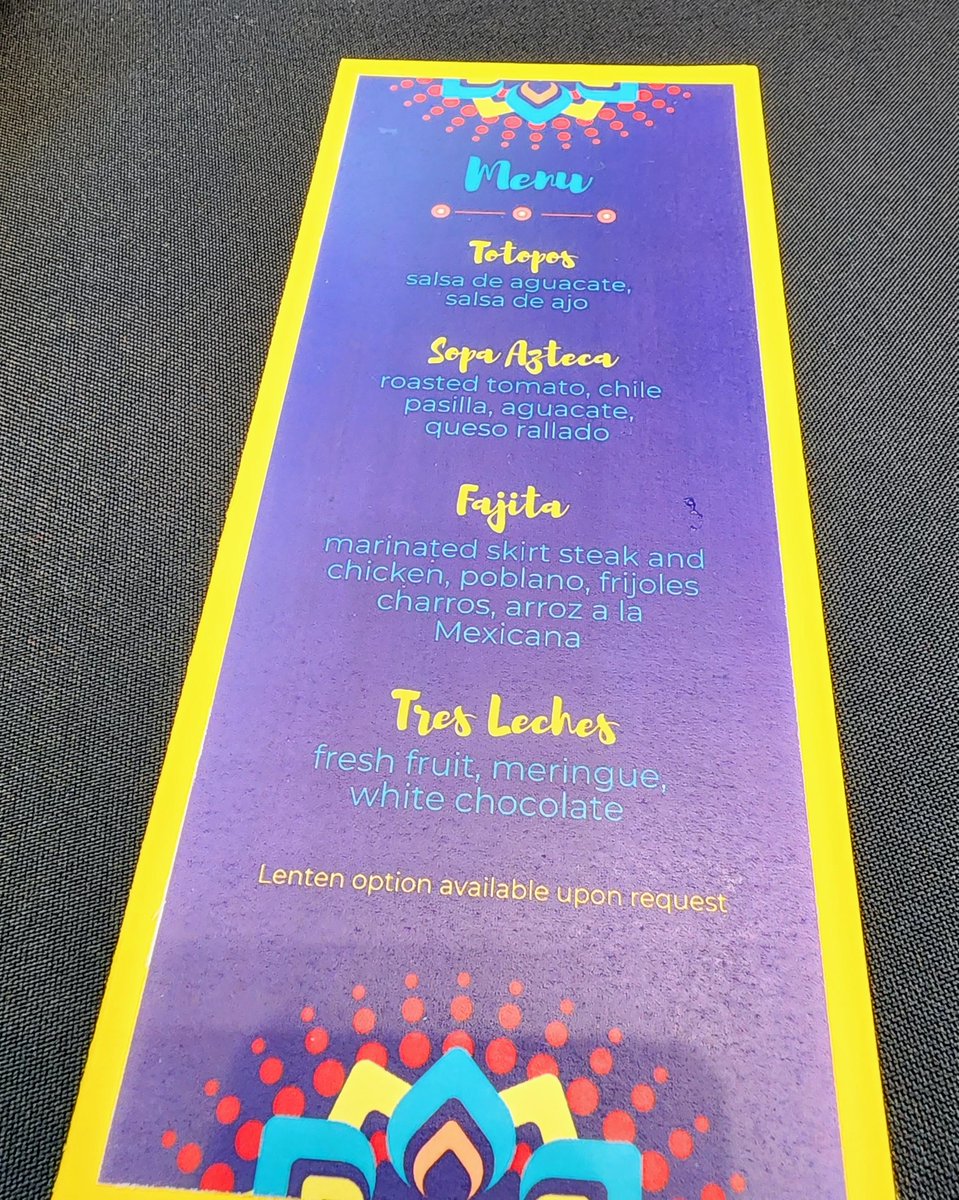 Menu
Totopos
salsa de aguacate,
salsa de ajo
Sopa Azteca
roasted tomato, chile
pasilla, aguacate,
queso rallado
Fajita
marinated skirt steak and
chicken, poblano, frijoles
charros, arroz a la
Mexicana
Tres Leches
fresh fruit, meringue,
white chocolate
Lenten option available upon request